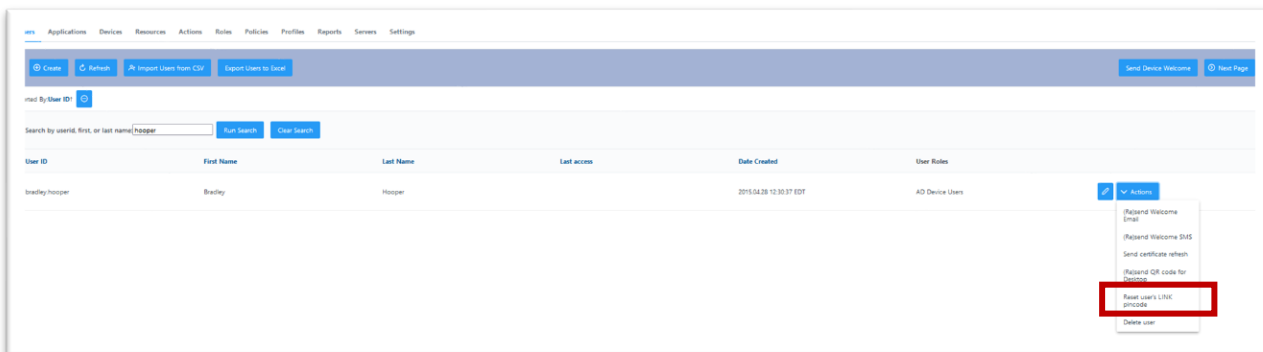 ers Applications Devices Resources Actions Roles Policies Profiles Reports Servers Settings
Create Refresh Import Users from CSV Export Users to Excel Send Device Welcome Next Page
rted By:User ID↑
Search by userid, first, or last name: hooper Run Search Clear Search
User ID First Name Last Name Last access Date Created User Roles
bradley.hooper Bradley Hooper 2015.04.28 12:30:37 EDT AD Device Users Actions
(Re)send Welcome
Email
(Re)send Welcome SMS
Send certificate refresh
(Re)send QR code for
Desktop
Reset user's LINK
pincode
Delete user